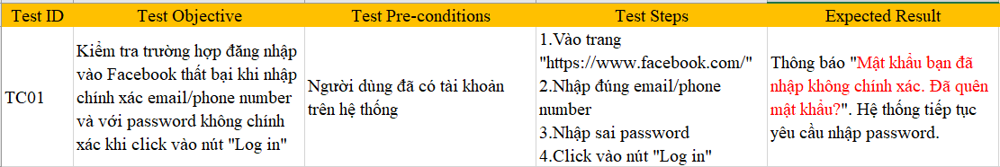 Test ID
Test Objective
Test Pre-conditions
Test Steps
Expected Result
TC01
Kiểm tra trường hợp đăng nhập
vào Facebook thất bại khi nhập
chính xác email/phone number
và với password không chính
xác khi click vào nút "Log in"
Người dùng đã có tài khoản
trên hệ thống
1.Vào trang
"https://www.facebook.com/"
2.Nhập đúng email/phone
number
3.Nhập sai password
4.Click vào nút "Log in"
Thông báo "Mật khẩu bạn đã
nhập không chính xác. Đã quên
mật khẩu?". Hệ thống tiếp tục
yêu cầu nhập password.